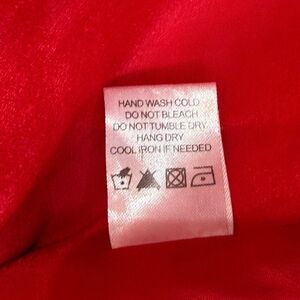 HAND WASH COLD
DO NOT BLEACH
DO NOT TUMBLE DRY
HANG DRY
COOL IRON IF NEEDED